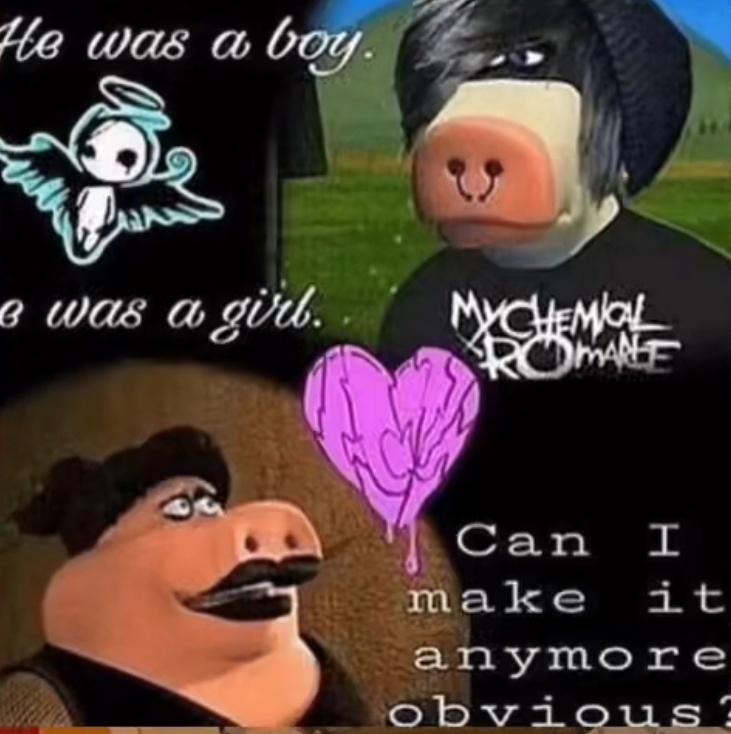 He was a boy.
e was a girl.
MY CHEMICAL
ROMANCE
Can I
make it
anymore
obvious?